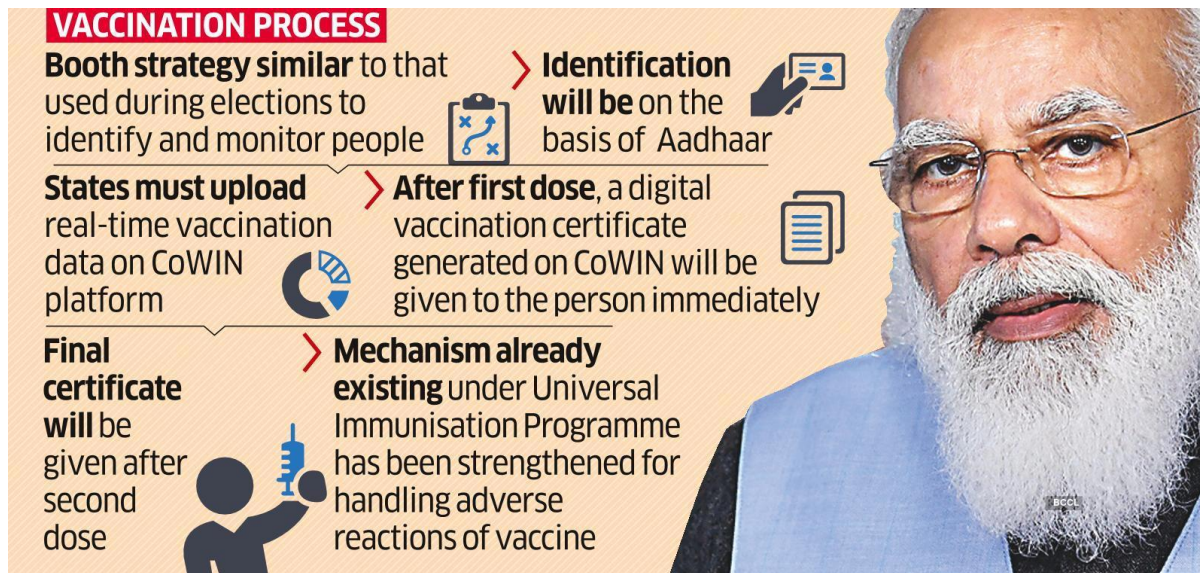 VACCINATION PROCESS
Booth strategy similar to that
used during elections to
identify and monitor people
Identification
will be on the
basis of Aadhaar
States must upload
real-time vaccination
data on CoWIN
platform
After first dose, a digital
vaccination certificate
generated on CoWIN will be
given to the person immediately
Final
certificate
will be
given after
second
dose
Mechanism already
existing under Universal
Immunisation Programme
has been strengthened for
handling adverse
reactions of vaccine
BCCL